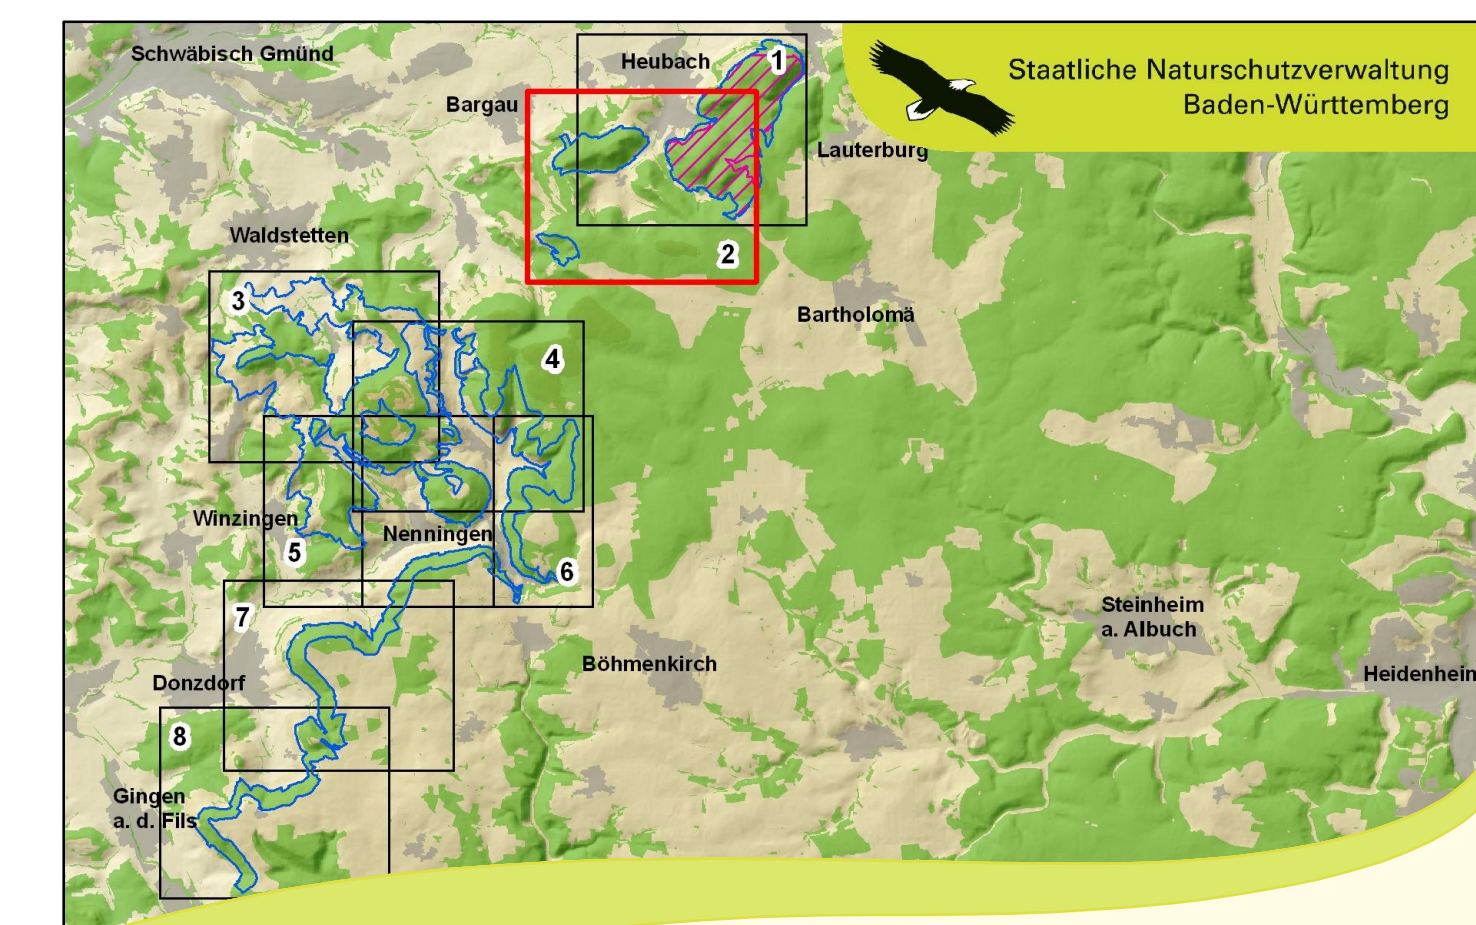 Schwäbisch Gmünd
Heubach
1
Staatliche Naturschutzverwaltung
Baden-Württemberg
Bargau
Lauterburg
Waldstetten
2
3
Bartholomä
4
Winzingen
Nenningen
5
6
7
Steinheim
a. Albuch
Böhmenkirch
Heidenhein
Donzdorf
8
Gingen
a. d. Fils